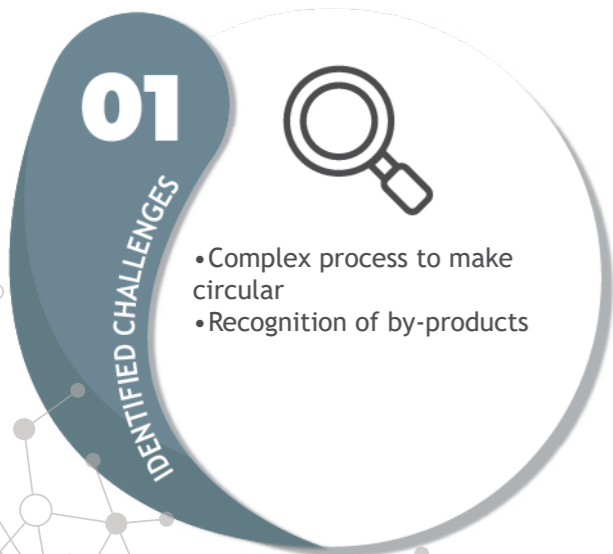 01
IDENTIFIED CHALLENGES
•Complex process to make
circular
•Recognition of by-products